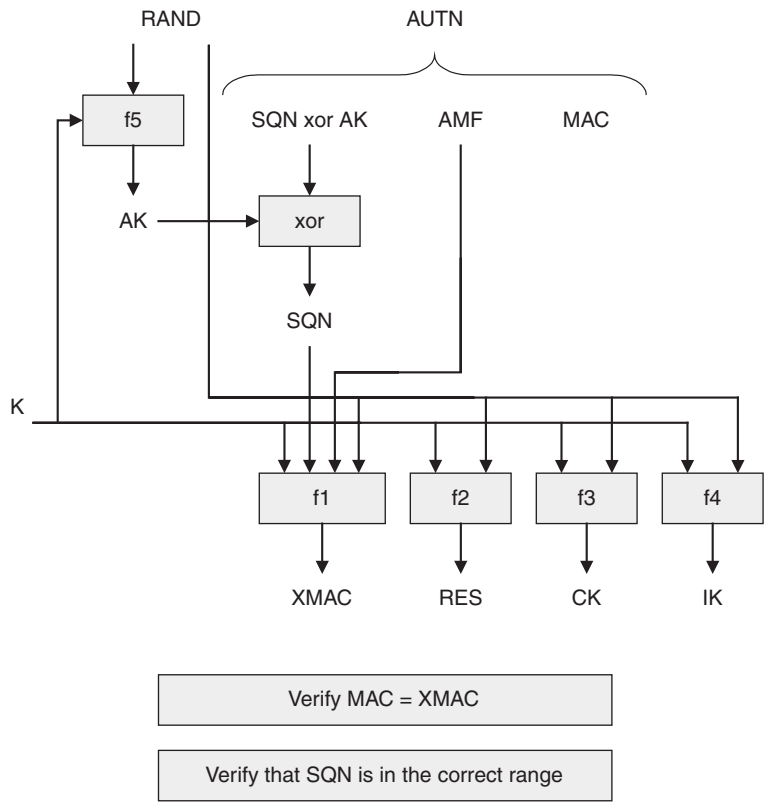 RAND
AUTN
f5
SQN xor AK
AMF
MAC
AK
xor
SQN
K
f1
f2
f3
f4
XMAC
RES
CK
IK
Verify MAC = XMAC
Verify that SQN is in the correct range